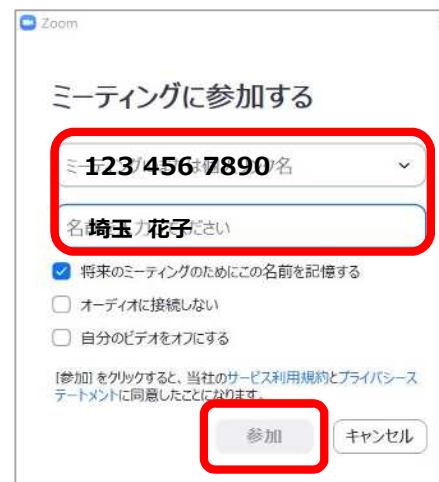 Zoom
ミーティングに参加する
123 456 7890
埼玉 花子
将来のミーティングのためにこの名前を記憶する
オーディオに接続しない
自分のビデオをオフにする
[参加] をクリックすると、当社のサービス利用規約とプライバシース
テートメントに同意したことになります。
参加 キャンセル